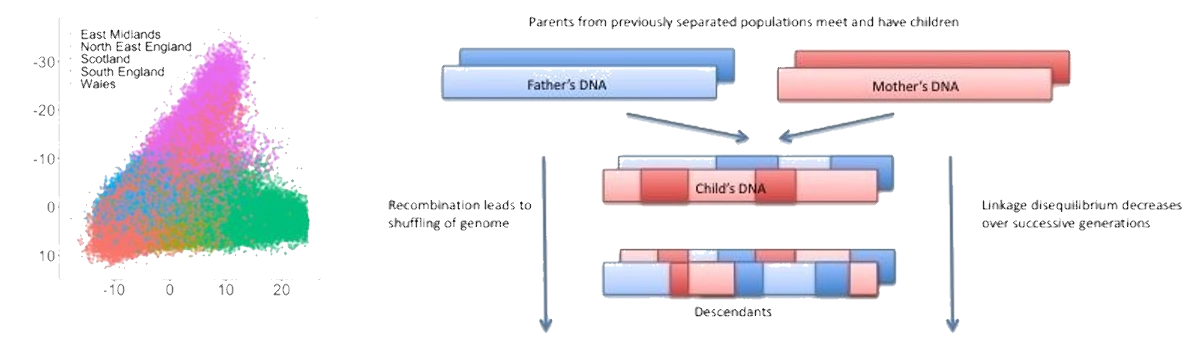 East Midlands
North East England
Scotland
South England
Wales
-30
-20
-10
0
10
-10
0
10
20
Parents from previously separated populations meet and have children
Father's DNA
Mother's DNA
Child's DNA
Recombination leads to
shuffling of genome
Linkage disequilibrium decreases
over successive generations
Descendants